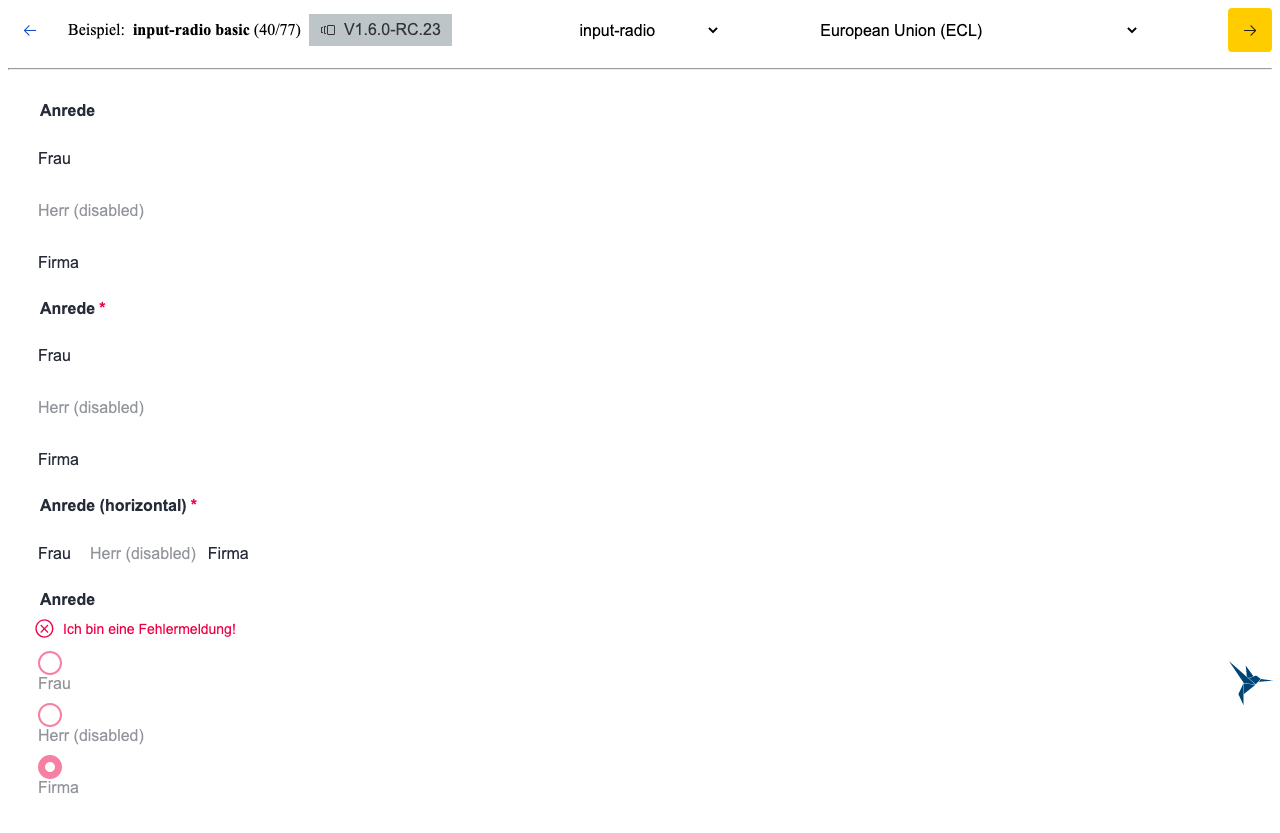 Beispiel: input-radio basic (40/77) V1.6.0-RC.23 input-radio European Union (ECL)
Anrede
Frau
Herr (disabled)
Firma
Anrede *
Frau
Herr (disabled)
Firma
Anrede (horizontal) *
Frau Herr (disabled) Firma
Anrede
Ich bin eine Fehlermeldung!
Frau
Herr (disabled)
Firma